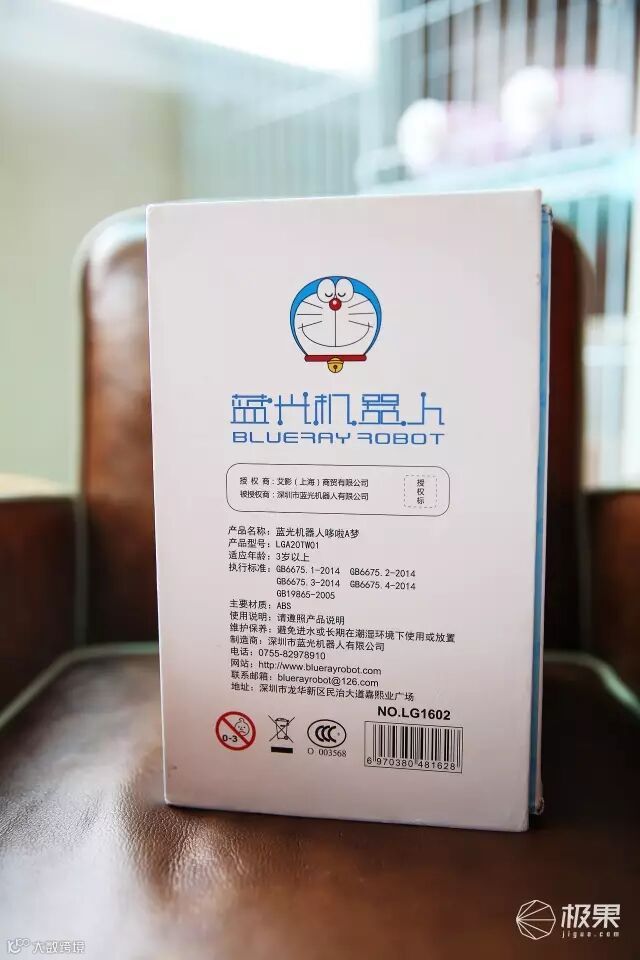 蓝光机器人
BLUERAY ROBOT
授 权 商：艾影（上海）商贸有限公司
被授权商：深圳市蓝光机器人有限公司
授
权
标
产品名称：蓝光机器人哆啦A梦
产品型号：LGA20TW01
适应年龄：3岁以上
执行标准：GB6675.1-2014 GB6675.2-2014
GB6675.3-2014 GB6675.4-2014
GB19865-2005
主要材质：ABS
使用说明：请遵照产品说明
维护保养：避免进水或长期在潮湿环境下使用或放置
制造商：深圳市蓝光机器人有限公司
电话：0755-82978910
网站：http://www.bluerayrobot.com
联系邮箱：bluerayrobot@126.com
地址：深圳市龙华新区民治大道嘉熙业广场
NO.LG1602
0-3
CCC
O 003568
6 970380 481628
极果
jiguo.com
大数跨境